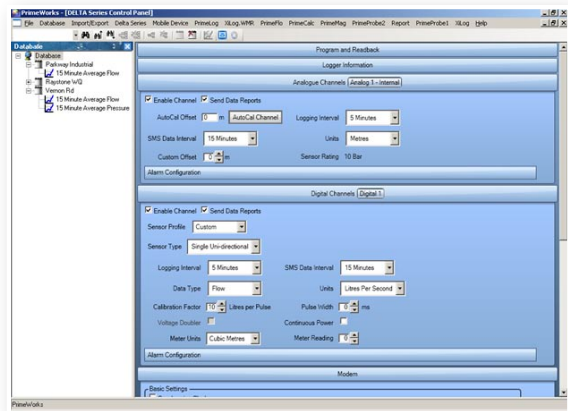 PrimeWorks - [DELTA Series Control Panel]
File Database Import/Export Delta Series Mobile Device PrimeLog XiLog.WMR PrimeFlo PrimeCalc PrimeMag PrimeProbe2 Report PrimeProbe1 XiLog Help
Database
Database
Parkway Industrial
15 Minute Average Flow
Raystone WQ
Vernon Rd
15 Minute Average Flow
15 Minute Average Pressure
Program and Readback
Logger Information
Analogue Channels Analog 1 - Internal
Enable Channel Send Data Reports
AutoCal Offset 0 m AutoCal Channel Logging Interval 5 Minutes
SMS Data Interval 15 Minutes Units Metres
Custom Offset 0 m Sensor Rating 10 Bar
Alarm Configuration
Digital Channels Digital 1
Enable Channel Send Data Reports
Sensor Profile Custom
Sensor Type Single Uni-directional
Logging Interval 5 Minutes SMS Data Interval 15 Minutes
Data Type Flow Units Litres Per Second
Calibration Factor 10 Litres per Pulse Pulse Width 0 ms
Voltage Doubler Continuous Power
Meter Units Cubic Metres Meter Reading 0
Alarm Configuration
Modem
Basic Settings
PrimeWorks